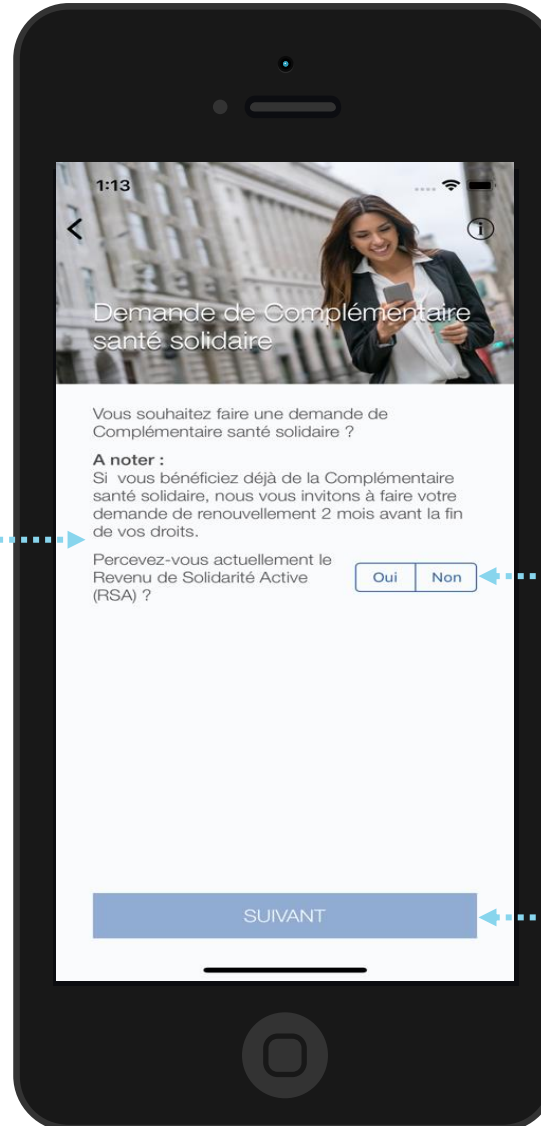 1:13
Demande de Complémentaire
santé solidaire
Vous souhaitez faire une demande de
Complémentaire santé solidaire ?
A noter :
Si vous bénéficiez déjà de la Complémentaire
santé solidaire, nous vous invitons à faire votre
demande de renouvellement 2 mois avant la fin
de vos droits.
Percevez-vous actuellement le
Revenu de Solidarité Active
(RSA) ?
Oui Non
SUIVANT